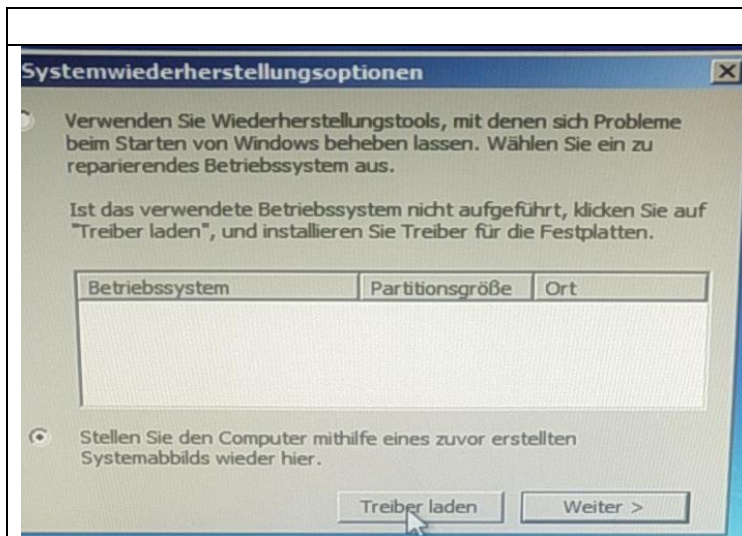 Systemwiederherstellungsoptionen
Verwenden Sie Wiederherstellungstools, mit denen sich Probleme
beim Starten von Windows beheben lassen. Wählen Sie ein zu
reparierendes Betriebssystem aus.
Ist das verwendete Betriebssystem nicht aufgeführt, klicken Sie auf
"Treiber laden", und installieren Sie Treiber für die Festplatten.
Betriebssystem Partitionsgröße Ort
Stellen Sie den Computer mithilfe eines zuvor erstellten
Systemabbilds wieder hier.
Treiber laden Weiter >